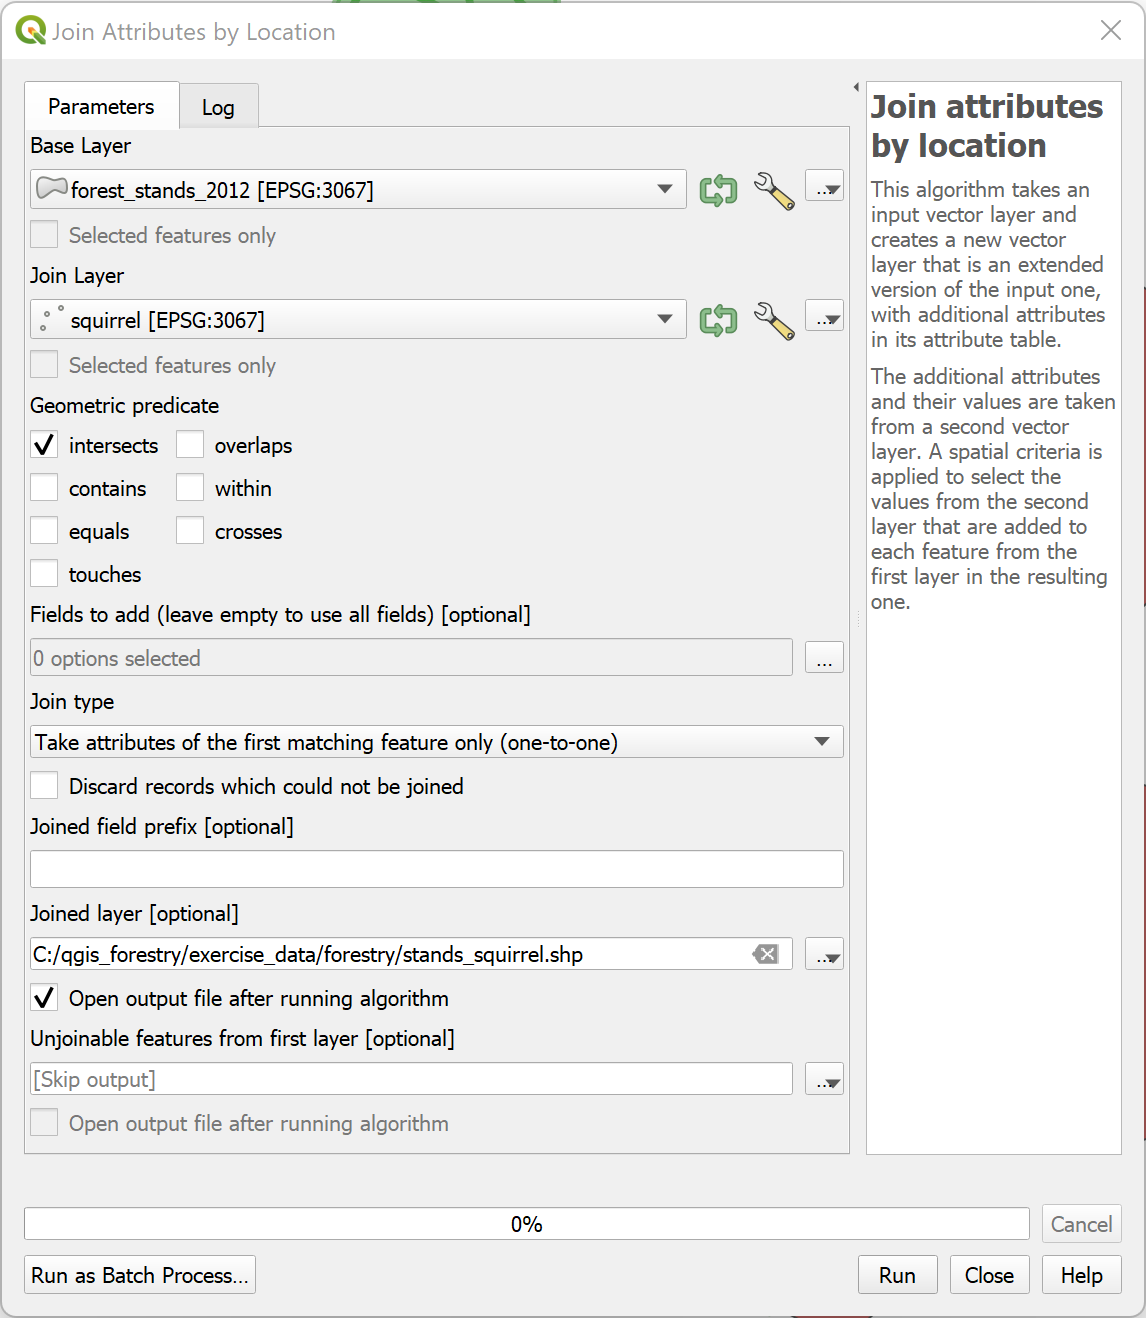 Join Attributes by Location
Parameters
Log
Base Layer
forest_stands_2012 [EPSG:3067]
...
Selected features only
Join Layer
squirrel [EPSG:3067]
...
Selected features only
Geometric predicate
intersects
overlaps
contains
within
equals
crosses
touches
Fields to add (leave empty to use all fields) [optional]
0 options selected
...
Join type
Take attributes of the first matching feature only (one-to-one)
Discard records which could not be joined
Joined field prefix [optional]
Joined layer [optional]
C:/qgis_forestry/exercise_data/forestry/stands_squirrel.shp
...
Open output file after running algorithm
Unjoinable features from first layer [optional]
[Skip output]
...
Open output file after running algorithm
Join attributes
by location
This algorithm takes an
input vector layer and
creates a new vector
layer that is an extended
version of the input one,
with additional attributes
in its attribute table.
The additional attributes
and their values are taken
from a second vector
layer. A spatial criteria is
applied to select the
values from the second
layer that are added to
each feature from the
first layer in the resulting
one.
0%
Cancel
Run as Batch Process...
Run
Close
Help